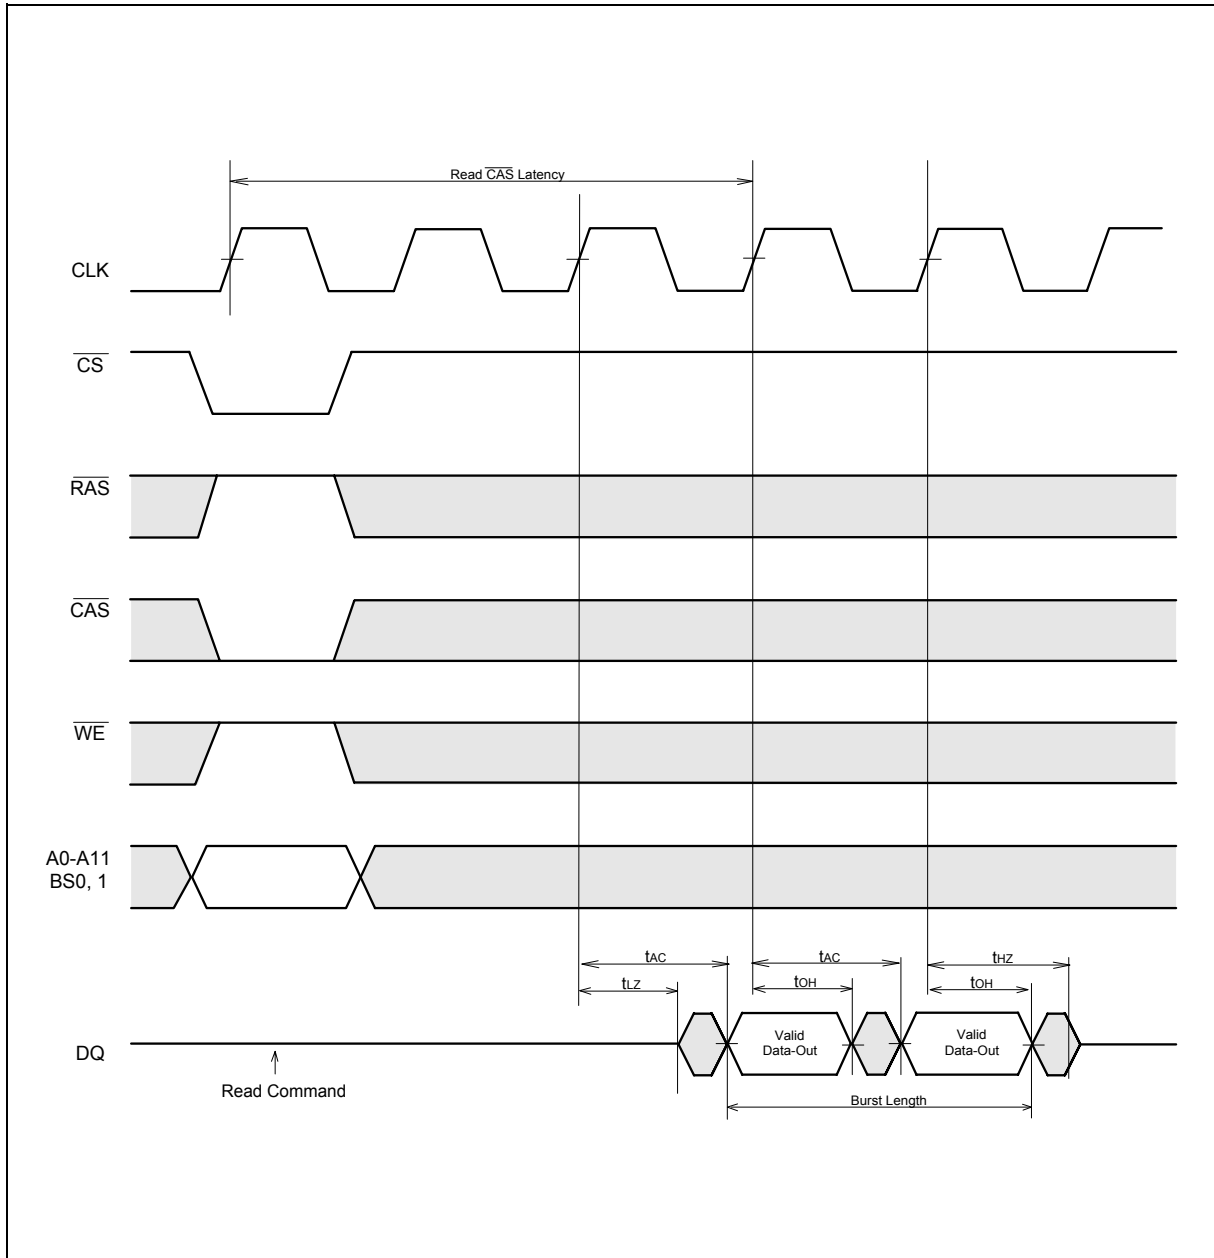 Read CAS Latency
CLK
CS
RAS
CAS
WE
A0-A11
BS0, 1
tAC
tAC
tHZ
tLZ
tOH
tOH
Valid
Data-Out
Valid
Data-Out
DQ
Read Command
Burst Length